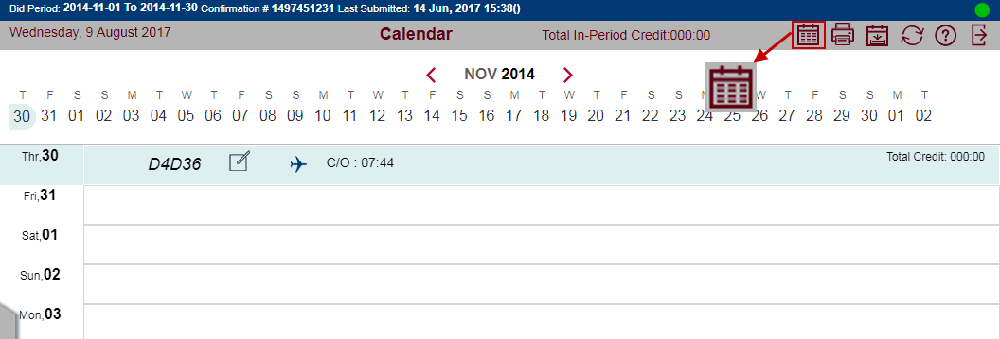 Bid Period: 2014-11-01 To 2014-11-30 Confirmation # 1497451231 Last Submitted: 14 Jun, 2017 15:38()
Wednesday, 9 August 2017 Calendar Total In-Period Credit:000:00
NOV 2014
T F S S M T W T F S S M T W T F S S M T W T F S S M W T F S S M T
30 31 01 02 03 04 05 06 07 08 09 10 11 12 13 14 15 16 17 18 19 20 21 22 23 24 25 26 27 28 29 30 01 02
Thr,30 D4D36 C/O : 07:44 Total Credit: 000:00
Fri,31
Sat,01
Sun,02
Mon,03